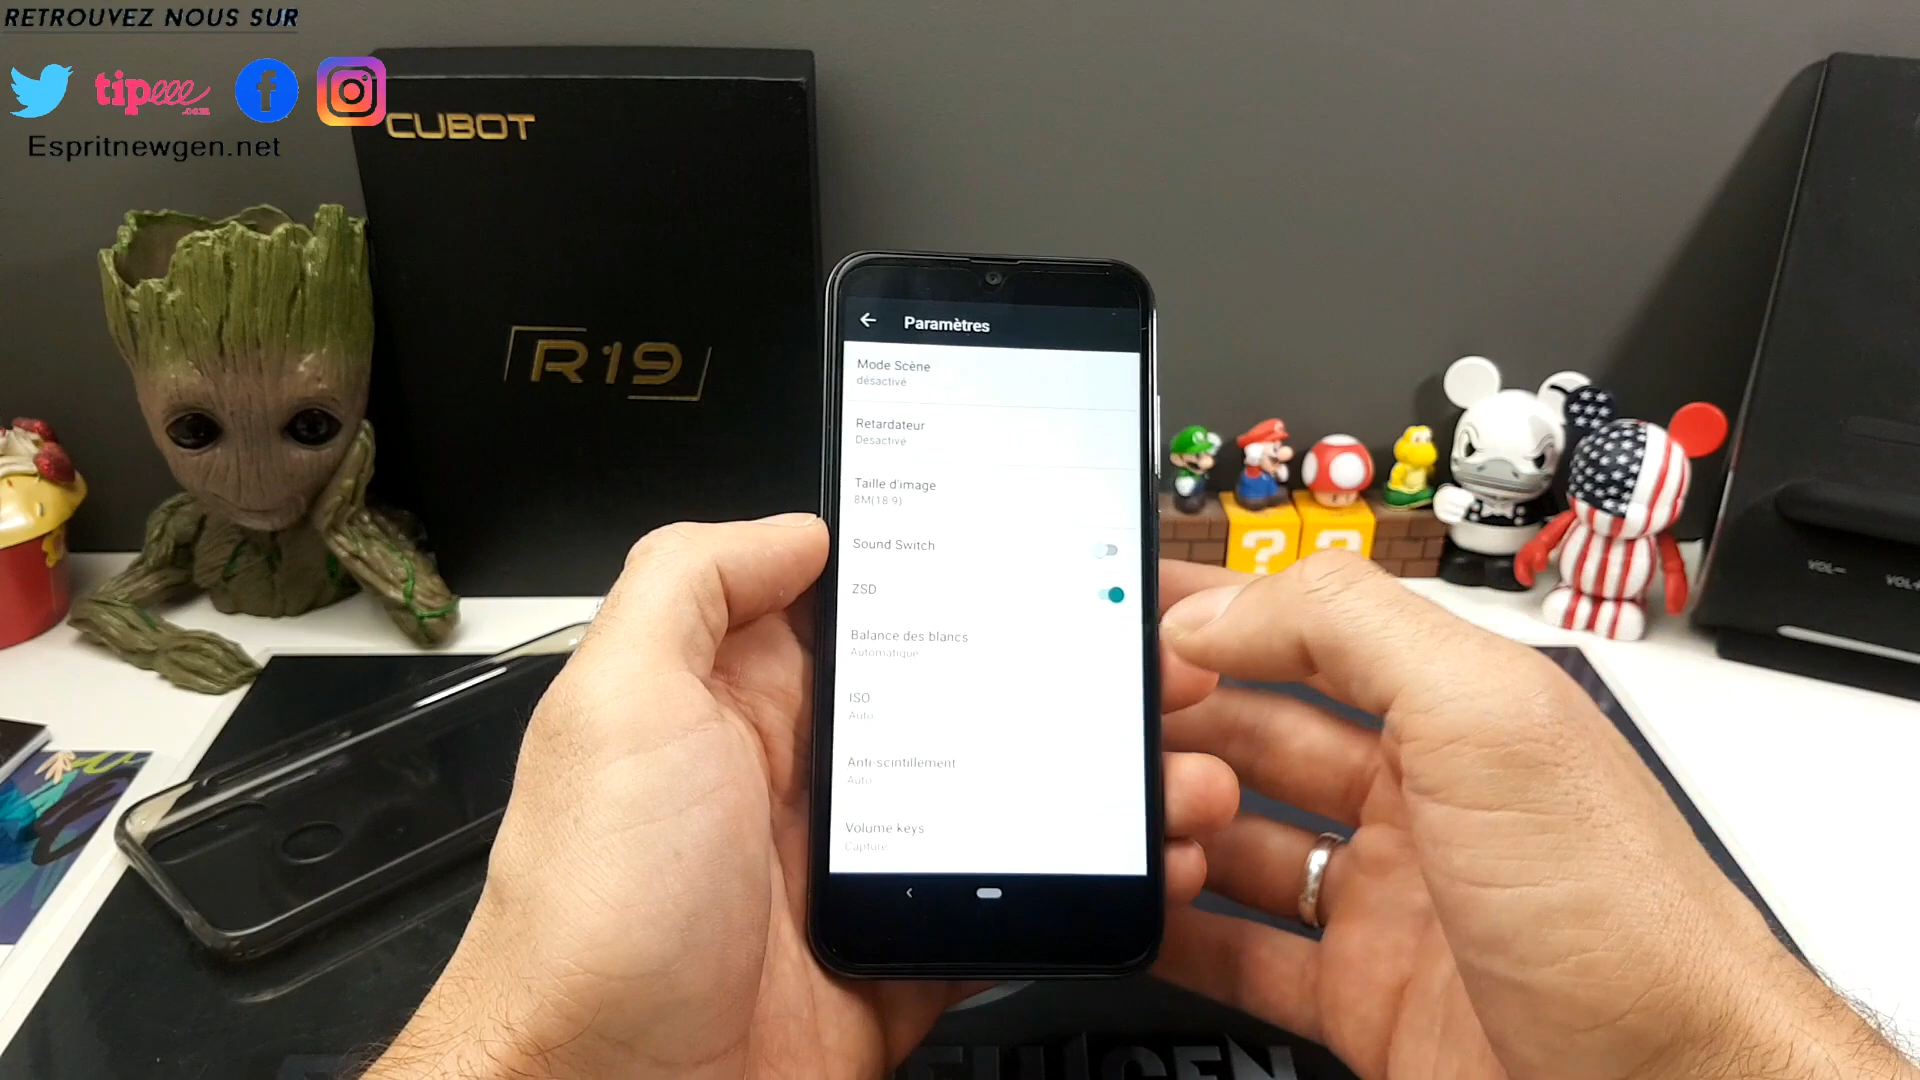 RETROUVEZ NOUS SUR
tipeee
.com
Espritnewgen.net
CUBOT
R19
Paramètres
Mode Scène
désactivé
Retardateur
Désactivé
Taille d'image
8M(18:9)
Sound Switch
ZSD
Balance des blancs
Automatique
ISO
Auto
Anti-scintillement
Auto
Volume keys
Capture
?
?
VOL-